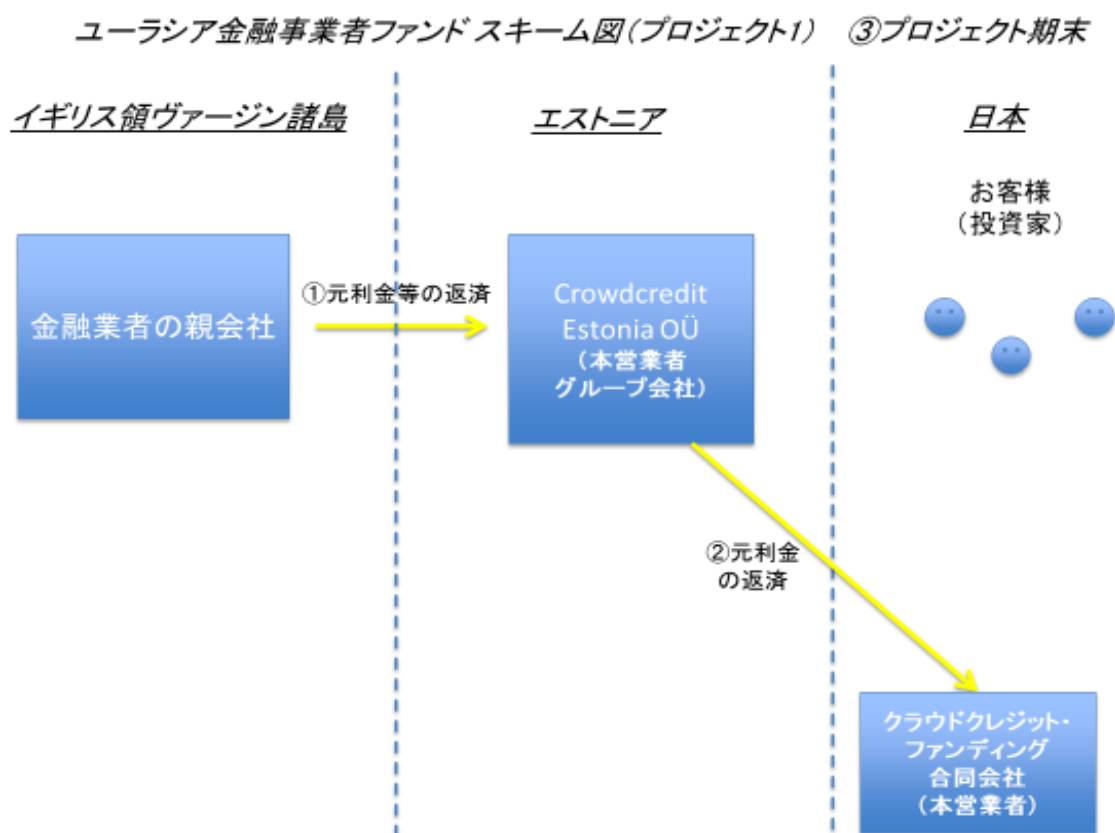 ユーラシア金融事業者ファンド スキーム図（プロジェクト1） ③プロジェクト期末
イギリス領ヴァージン諸島
エストニア
日本
お客様
（投資家）
金融業者の親会社
①元利金等の返済
Crowdcredit
Estonia OÜ
（本営業者
グループ会社）
②元利金
の返済
クラウドクレジット・
ファンディング
合同会社
（本営業者）